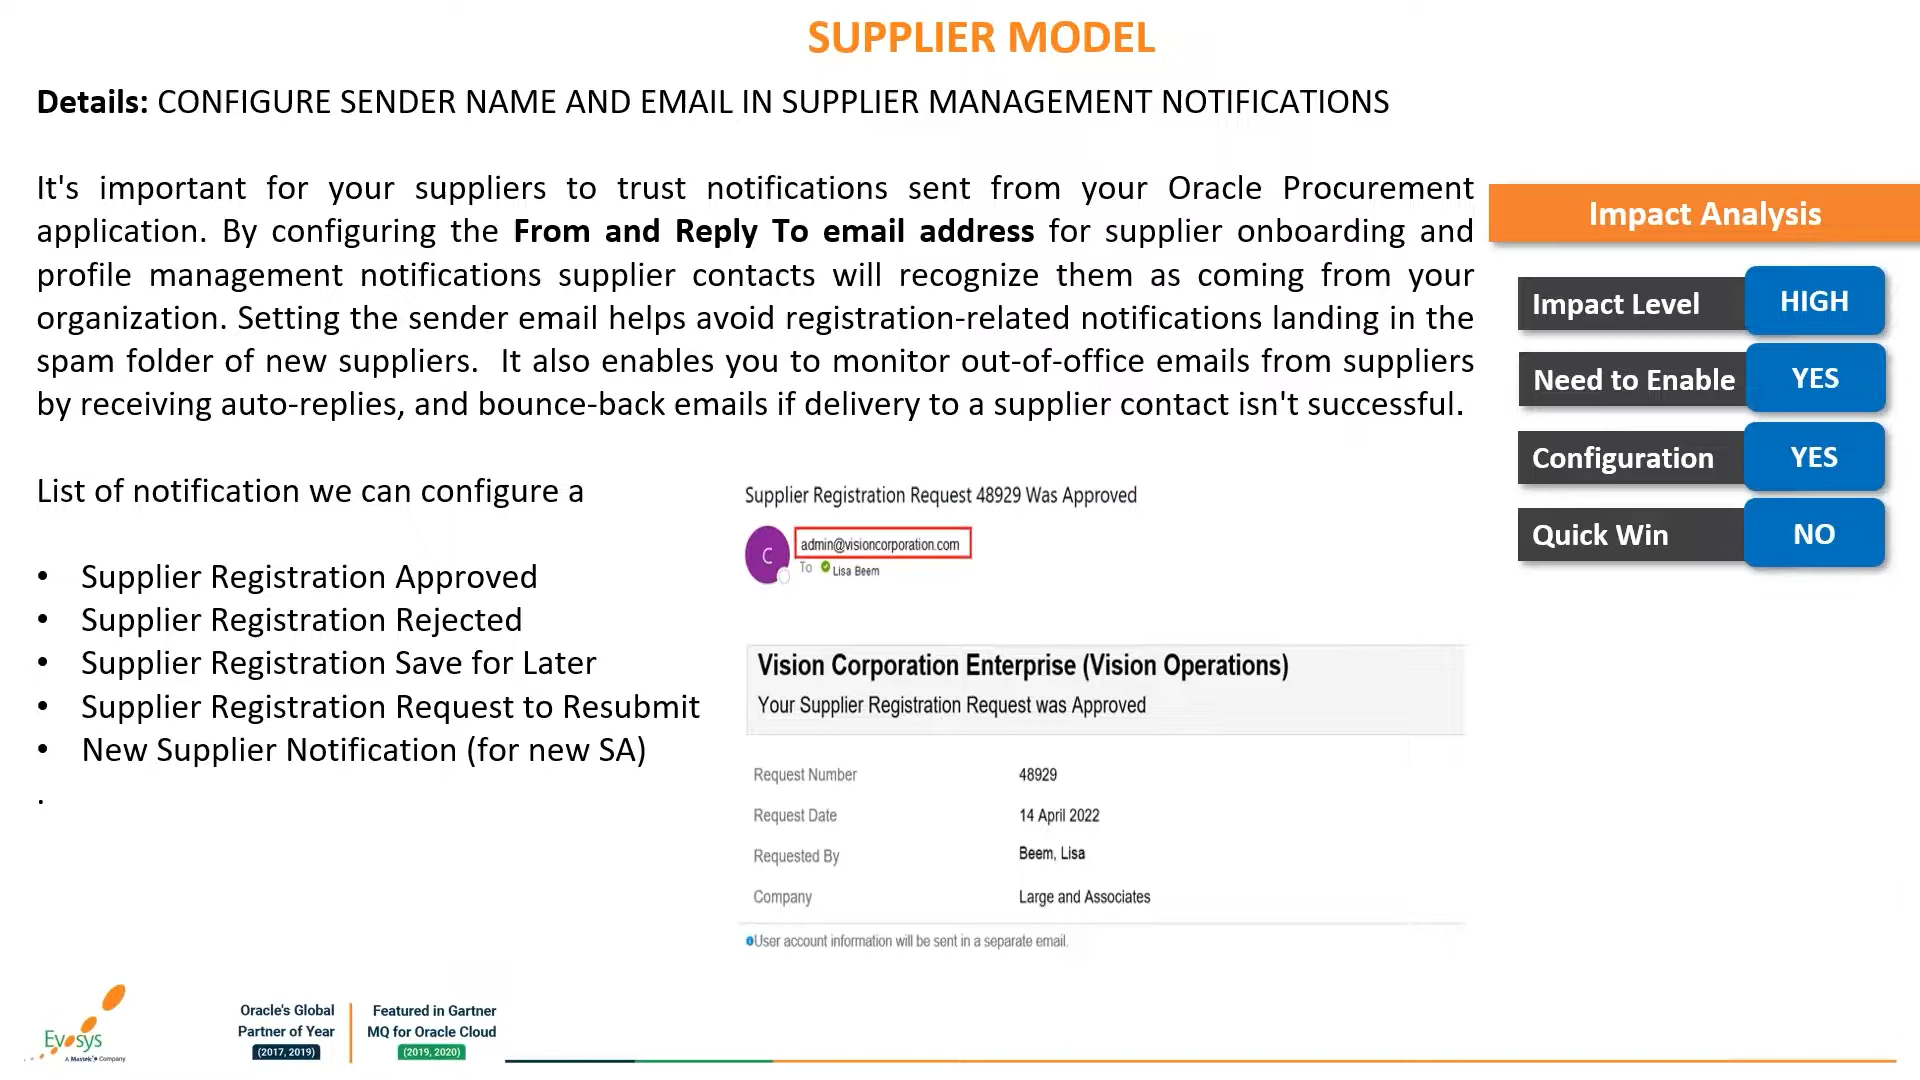 SUPPLIER MODEL
Details: CONFIGURE SENDER NAME AND EMAIL IN SUPPLIER MANAGEMENT NOTIFICATIONS
It's important for your suppliers to trust notifications sent from your Oracle Procurement
application. By configuring the From and Reply To email address for supplier onboarding and
profile management notifications supplier contacts will recognize them as coming from your
organization. Setting the sender email helps avoid registration-related notifications landing in the
spam folder of new suppliers. It also enables you to monitor out-of-office emails from suppliers
by receiving auto-replies, and bounce-back emails if delivery to a supplier contact isn't successful.
List of notification we can configure a
• Supplier Registration Approved
• Supplier Registration Rejected
• Supplier Registration Save for Later
• Supplier Registration Request to Resubmit
• New Supplier Notification (for new SA)
.
Supplier Registration Request 48929 Was Approved
C
admin@visioncorporation.com
To Lisa Beem
Vision Corporation Enterprise (Vision Operations)
Your Supplier Registration Request was Approved
Request Number 48929
Request Date 14 April 2022
Requested By Beem, Lisa
Company Large and Associates
User account information will be sent in a separate email.
Impact Analysis
Impact Level HIGH
Need to Enable YES
Configuration YES
Quick Win NO
Evosys
A Mastek Company
Oracle's Global
Partner of Year
(2017, 2019)
Featured in Gartner
MQ for Oracle Cloud
(2019, 2020)